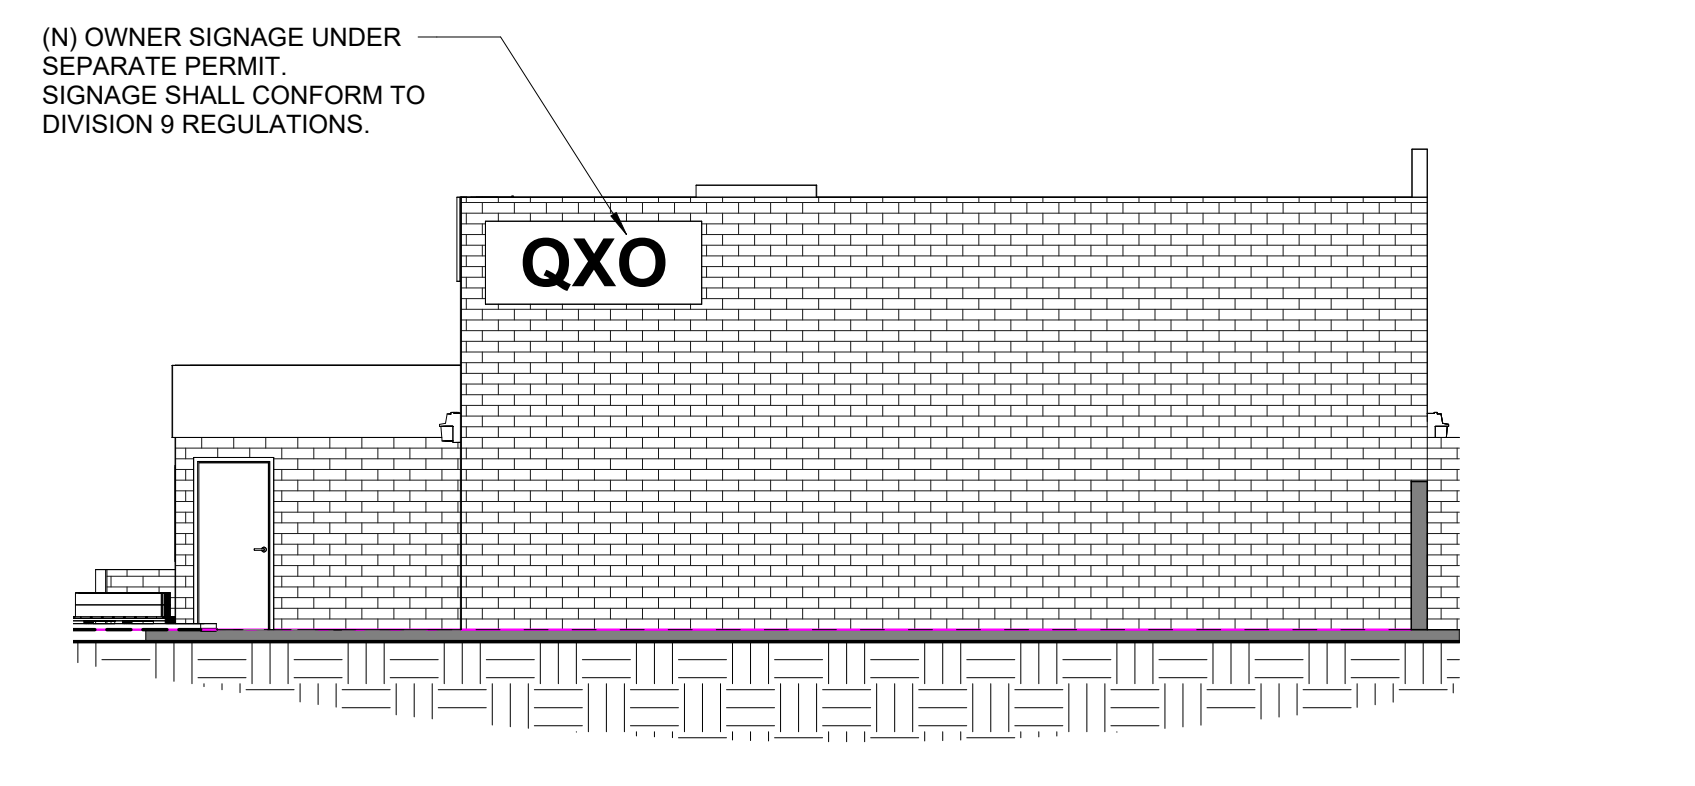 (N) OWNER SIGNAGE UNDER
SEPARATE PERMIT.
SIGNAGE SHALL CONFORM TO
DIVISION 9 REGULATIONS.
QXO